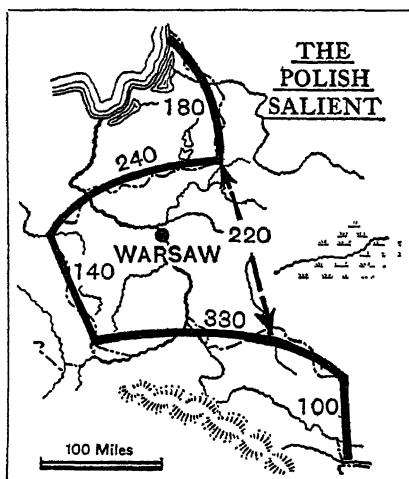 THE
POLISH
SALIENT
180
240
220
WARSAW
140
330
100
100 Miles